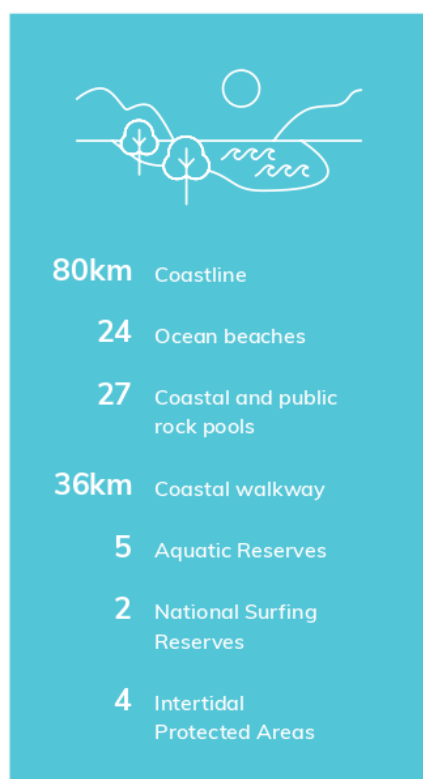 80km Coastline
24 Ocean beaches
27 Coastal and public
rock pools
36km Coastal walkway
5 Aquatic Reserves
2 National Surfing
Reserves
4 Intertidal
Protected Areas